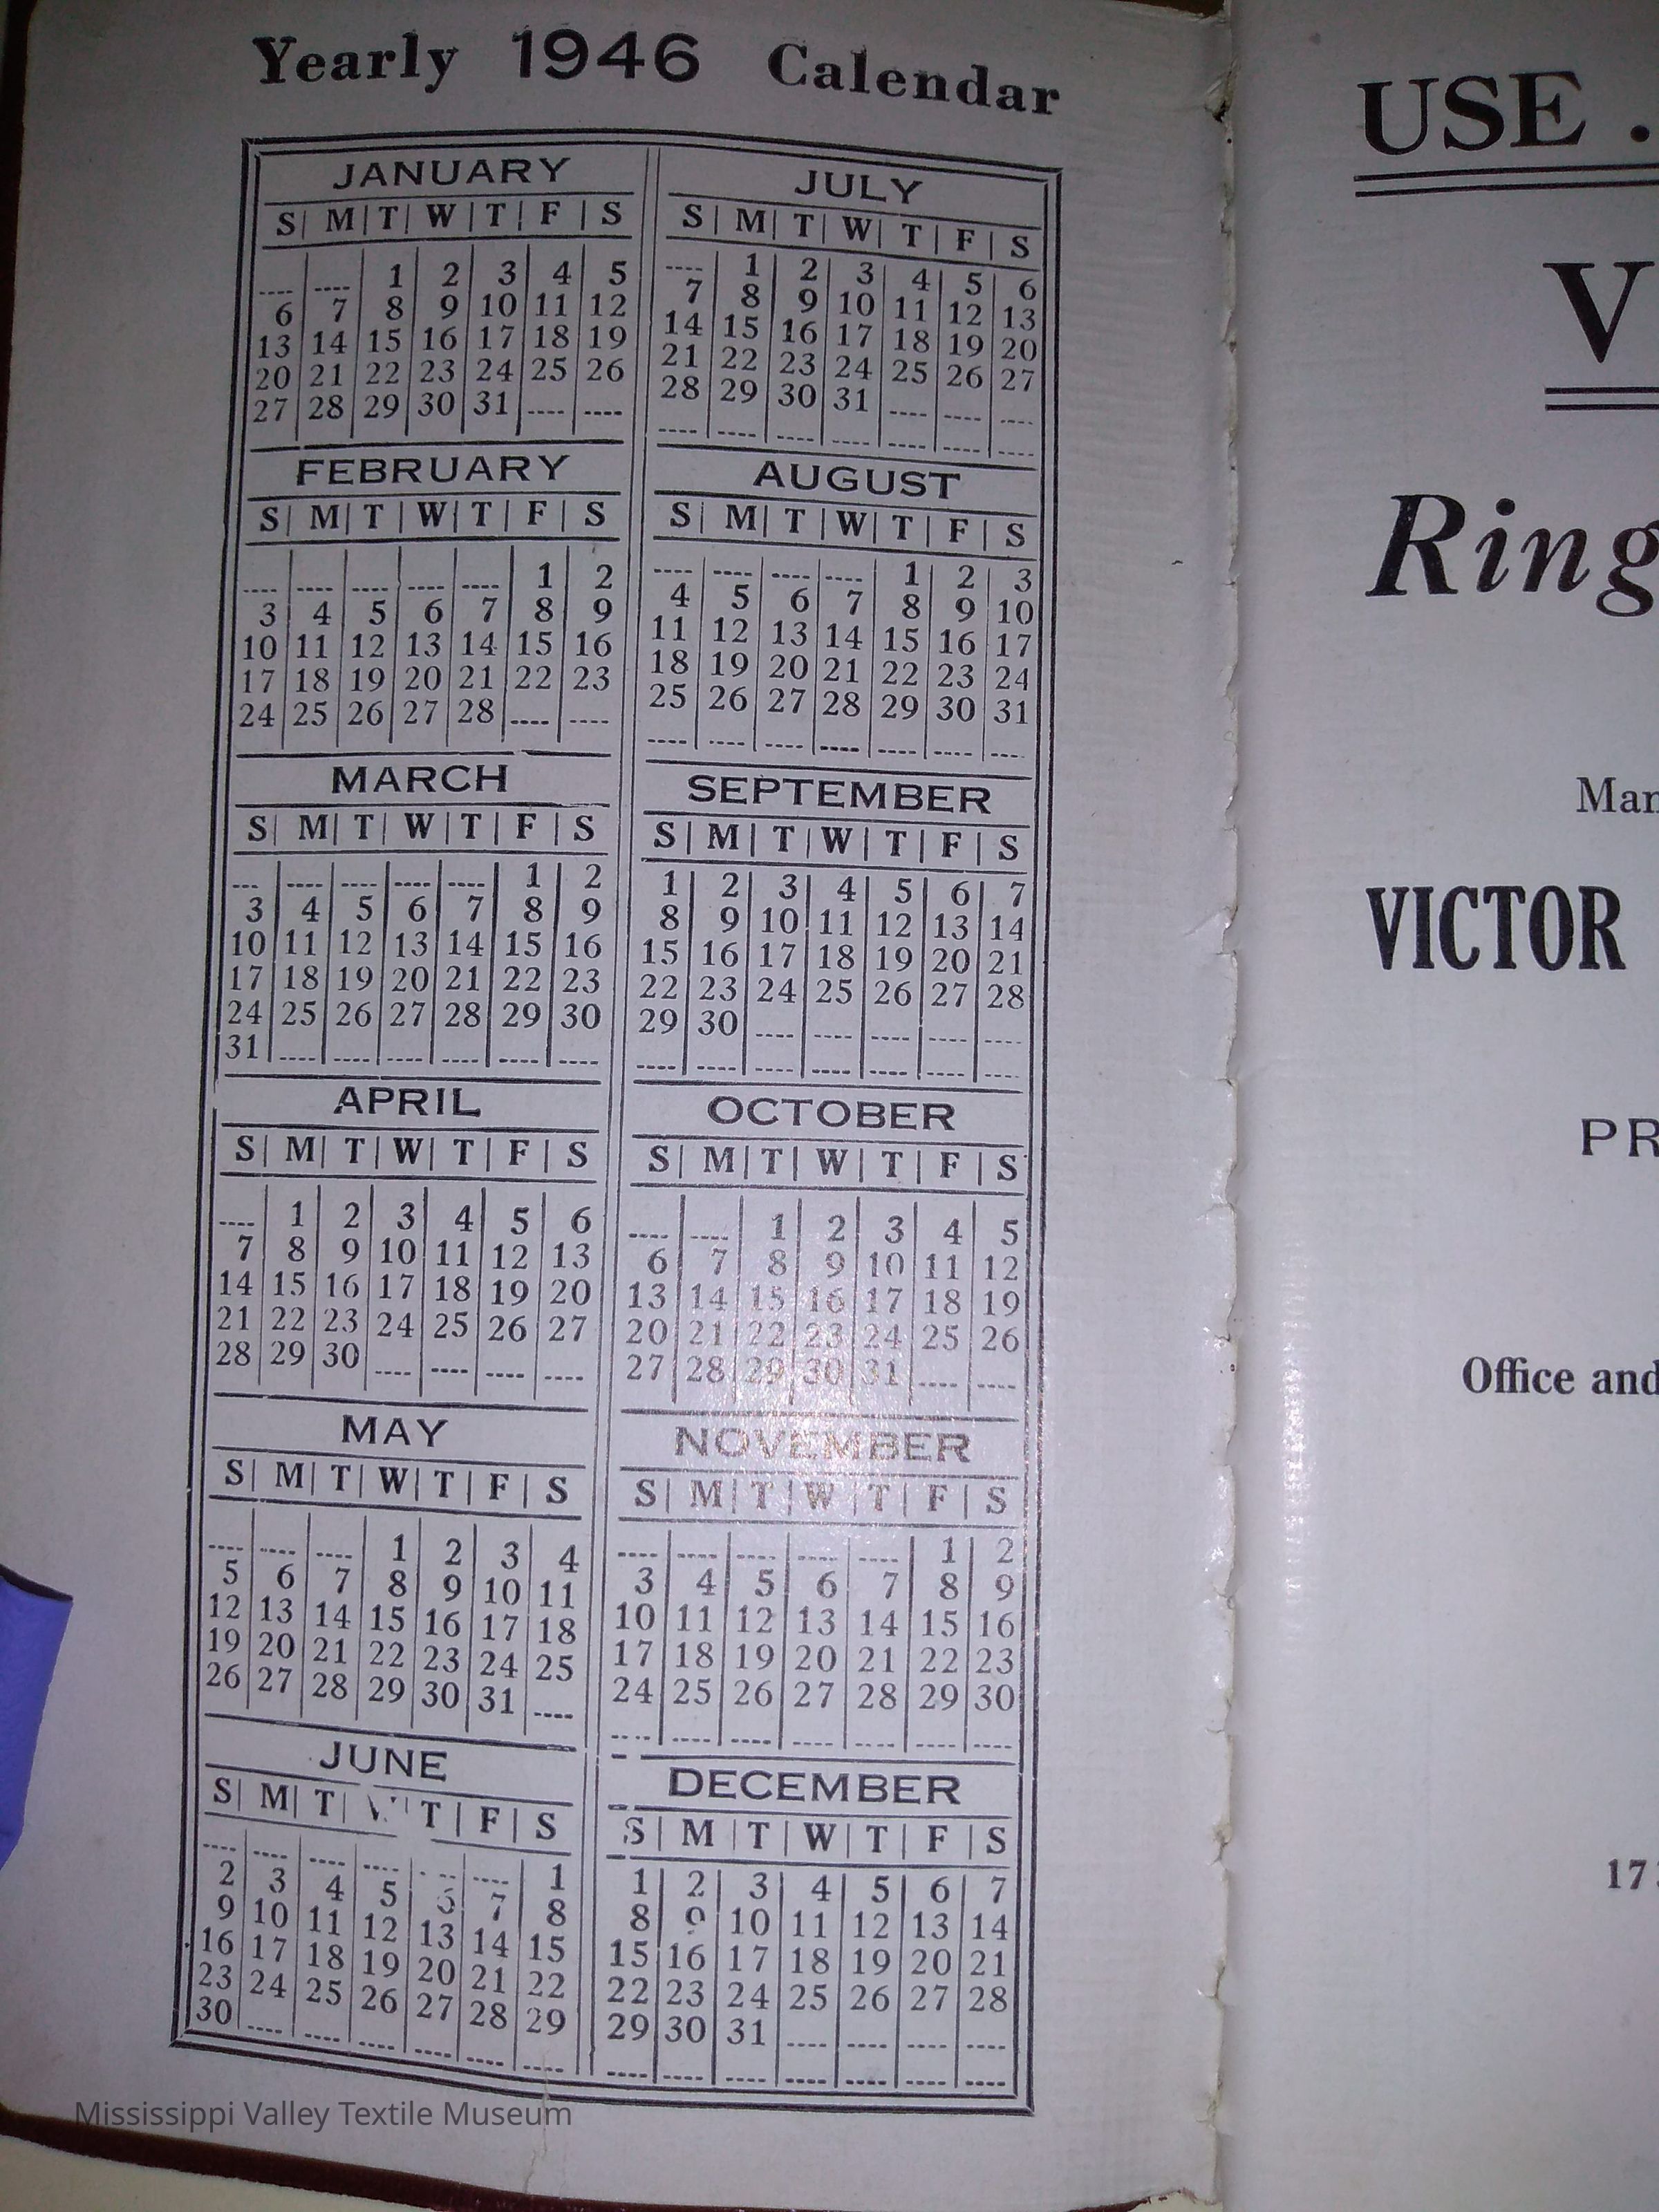 Yearly 1946 Calendar
JANUARY
S M T W T F S
.... .... 1 2 3 4 5
6 7 8 9 10 11 12
13 14 15 16 17 18 19
20 21 22 23 24 25 26
27 28 29 30 31 .... ....
FEBRUARY
S M T W T F S
.... .... .... .... .... 1 2
3 4 5 6 7 8 9
10 11 12 13 14 15 16
17 18 19 20 21 22 23
24 25 26 27 28 .... ....
MARCH
S M T W T F S
.... .... .... .... .... 1 2
3 4 5 6 7 8 9
10 11 12 13 14 15 16
17 18 19 20 21 22 23
24 25 26 27 28 29 30
31 .... .... .... .... .... ....
APRIL
S M T W T F S
.... 1 2 3 4 5 6
7 8 9 10 11 12 13
14 15 16 17 18 19 20
21 22 23 24 25 26 27
28 29 30 .... .... .... ....
MAY
S M T W T F S
.... .... .... 1 2 3 4
5 6 7 8 9 10 11
12 13 14 15 16 17 18
19 20 21 22 23 24 25
26 27 28 29 30 31 ....
JUNE
S M T W T F S
.... .... .... .... .... .... 1
2 3 4 5 6 7 8
9 10 11 12 13 14 15
16 17 18 19 20 21 22
23 24 25 26 27 28 29
30 .... .... .... .... .... ....
JULY
S M T W T F S
.... 1 2 3 4 5 6
7 8 9 10 11 12 13
14 15 16 17 18 19 20
21 22 23 24 25 26 27
28 29 30 31 .... .... ....
.... .... .... .... .... .... ....
AUGUST
S M T W T F S
.... .... .... .... 1 2 3
4 5 6 7 8 9 10
11 12 13 14 15 16 17
18 19 20 21 22 23 24
25 26 27 28 29 30 31
.... .... .... .... .... .... ....
SEPTEMBER
S M T W T F S
1 2 3 4 5 6 7
8 9 10 11 12 13 14
15 16 17 18 19 20 21
22 23 24 25 26 27 28
29 30 .... .... .... .... ....
.... .... .... .... .... .... ....
OCTOBER
S M T W T F S
.... .... 1 2 3 4 5
6 7 8 9 10 11 12
13 14 15 16 17 18 19
20 21 22 23 24 25 26
27 28 29 30 31 .... ....
NOVEMBER
S M T W T F S
.... .... .... .... .... 1 2
3 4 5 6 7 8 9
10 11 12 13 14 15 16
17 18 19 20 21 22 23
24 25 26 27 28 29 30
.... .... .... .... .... .... ....
DECEMBER
S M T W T F S
1 2 3 4 5 6 7
8 9 10 11 12 13 14
15 16 17 18 19 20 21
22 23 24 25 26 27 28
29 30 31 .... .... .... ....
.... .... .... .... .... .... ....
USE .
V
Ring
VICTOR
PR
Office and
17
Mississippi Valley Textile Museum